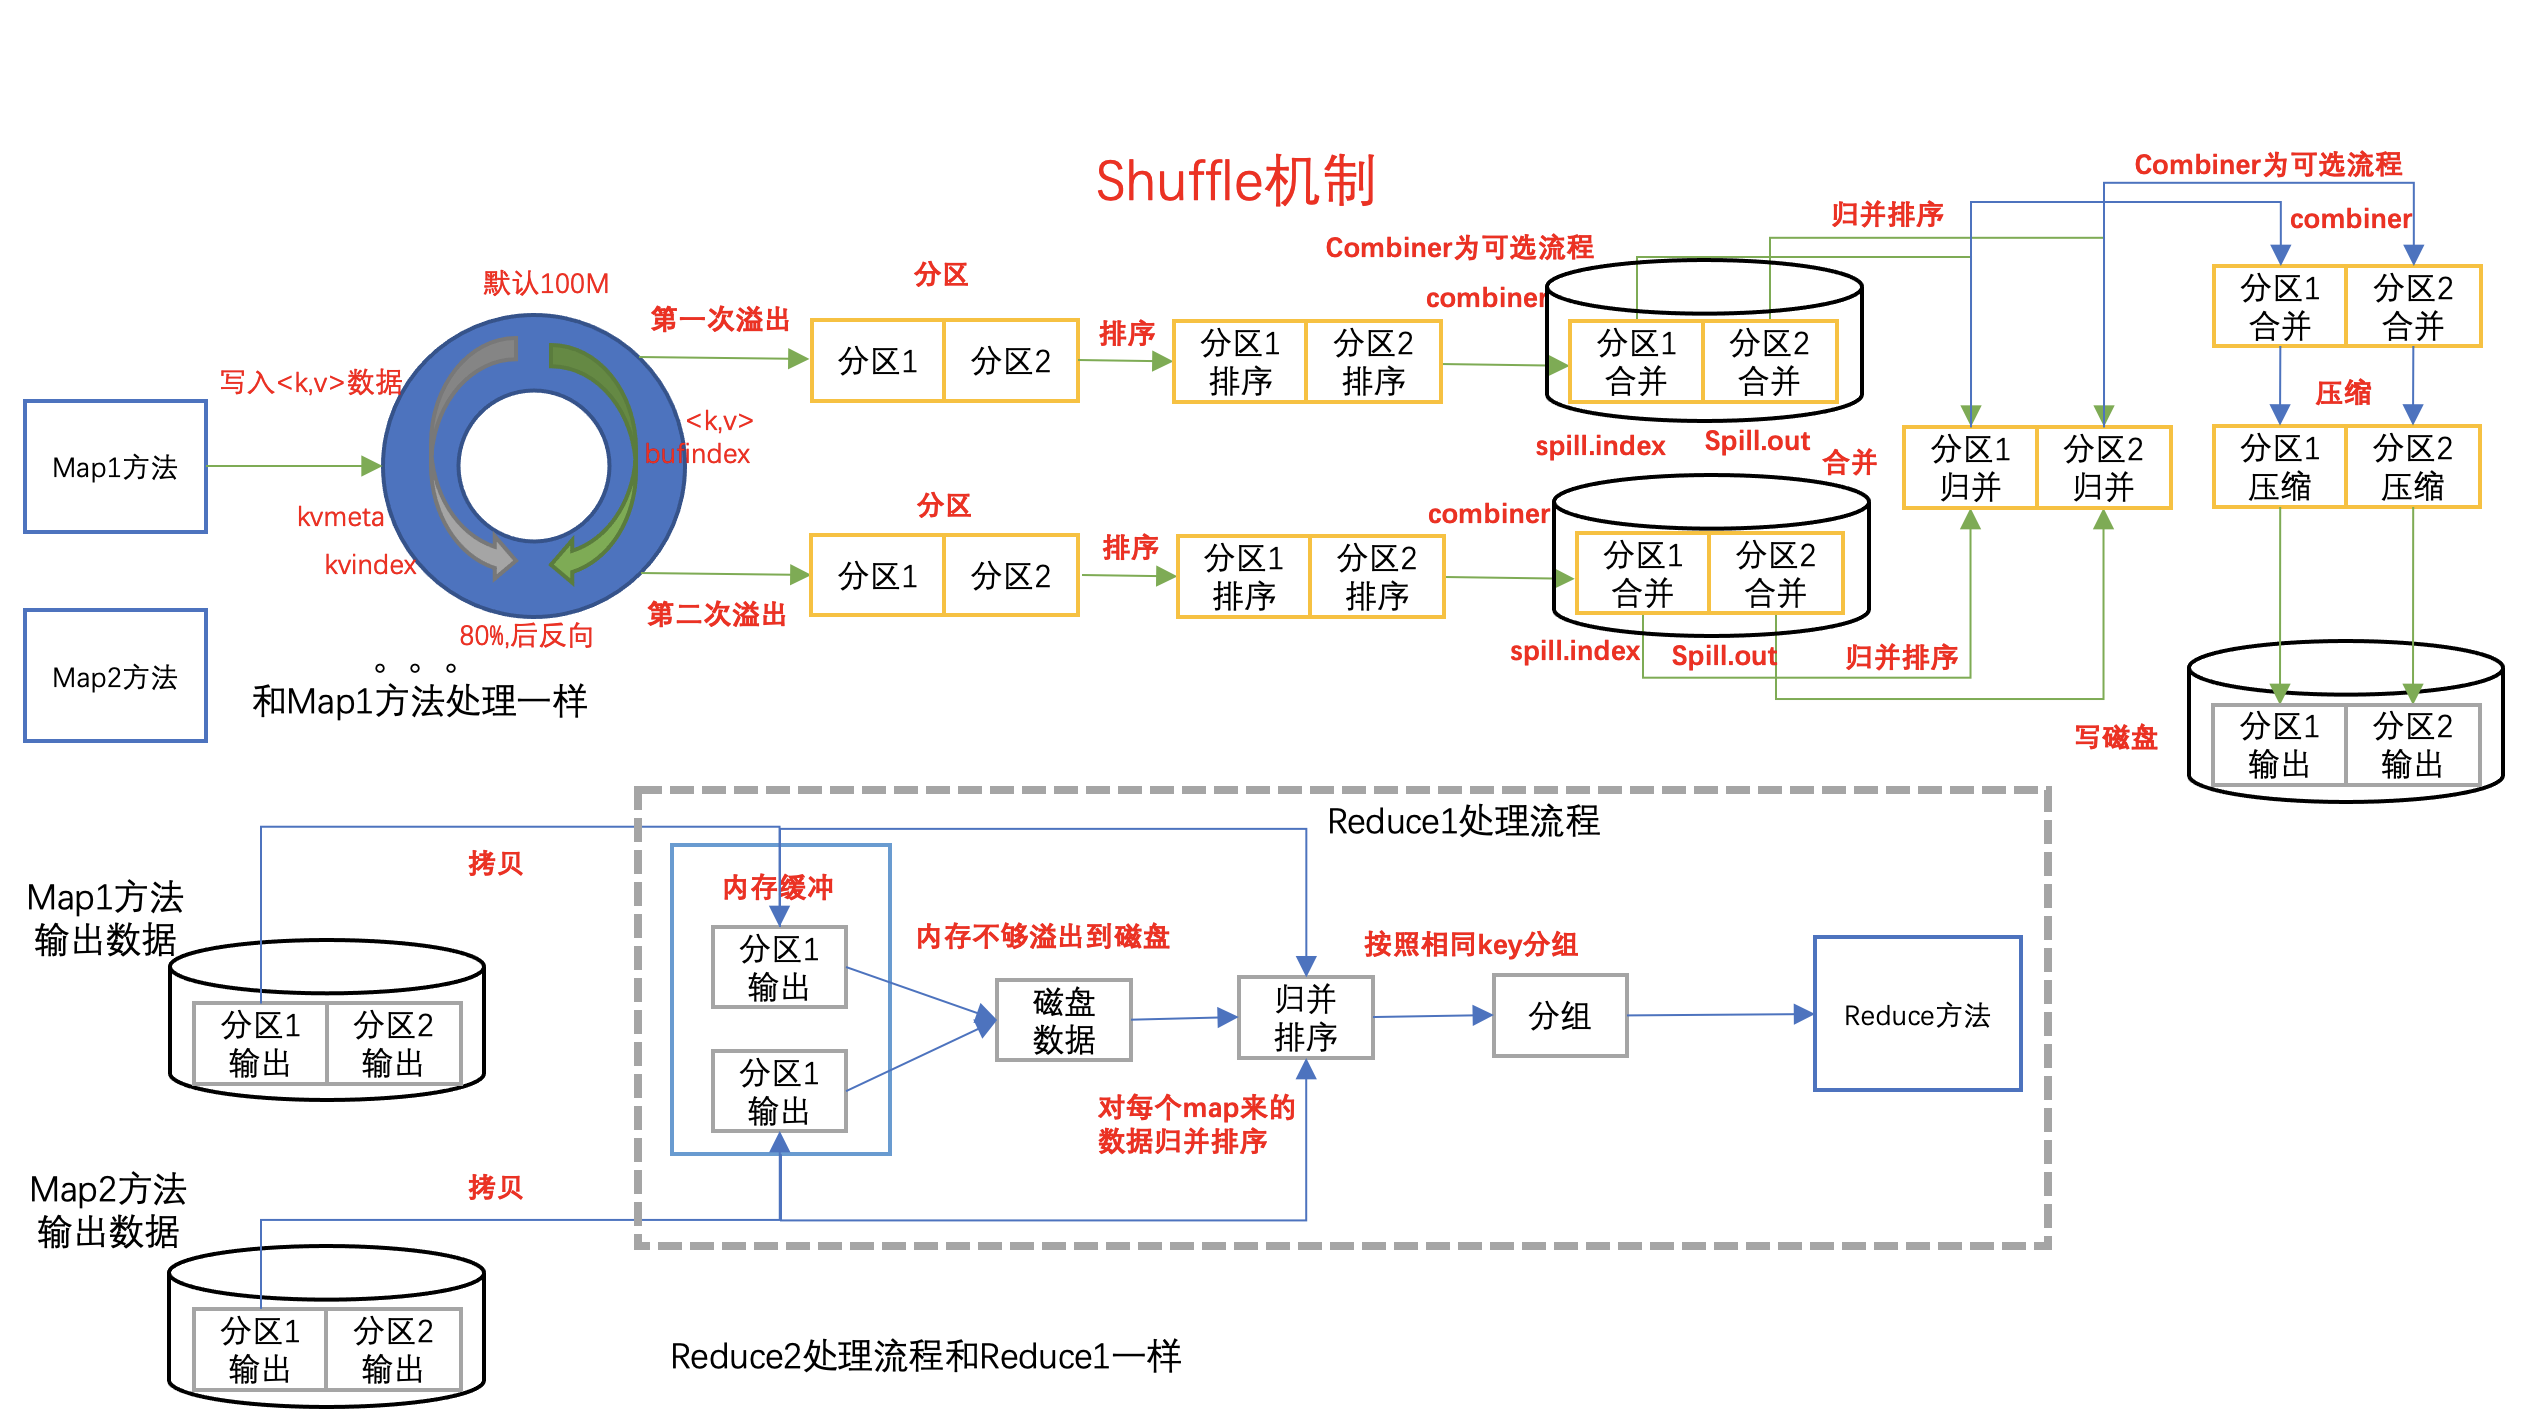 Shuffle机制
Combiner为可选流程
combiner
归并排序
Combiner为可选流程
combiner
默认100M
第一次溢出
分区
分区1
分区2
排序
分区1
排序
分区2
排序
分区1
合并
分区2
合并
分区1
合并
分区2
合并
写入<k,v>数据
Map1方法
<k,v>
bufindex
kvmeta
kvindex
spill.index
Spill.out
合并
压缩
分区1
归并
分区2
归并
分区1
压缩
分区2
压缩
分区
分区1
分区2
排序
分区1
排序
分区2
排序
combiner
分区1
合并
分区2
合并
第二次溢出
80%,后反向
spill.index
Spill.out
归并排序
Map2方法
。。。
和Map1方法处理一样
写磁盘
分区1
输出
分区2
输出
Reduce1处理流程
拷贝
Map1方法
输出数据
分区1
输出
分区2
输出
内存缓冲
分区1
输出
分区1
输出
内存不够溢出到磁盘
磁盘
数据
归并
排序
按照相同key分组
分组
Reduce方法
对每个map来的
数据归并排序
拷贝
Map2方法
输出数据
分区1
输出
分区2
输出
Reduce2处理流程和Reduce1一样